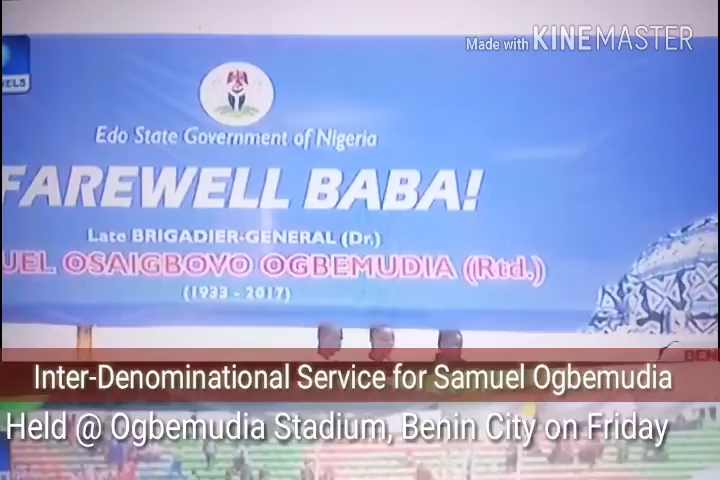 Made with KINEMASTER
Edo State Government of Nigeria
FAREWELL BABA!
Late BRIGADIER-GENERAL (Dr.)
UEL OSAIGBOVO OGBEMUDIA (Rtd.)
(1933 - 2017)
BEN
Inter-Denominational Service for Samuel Ogbemudia
Held @ Ogbemudia Stadium, Benin City on Friday